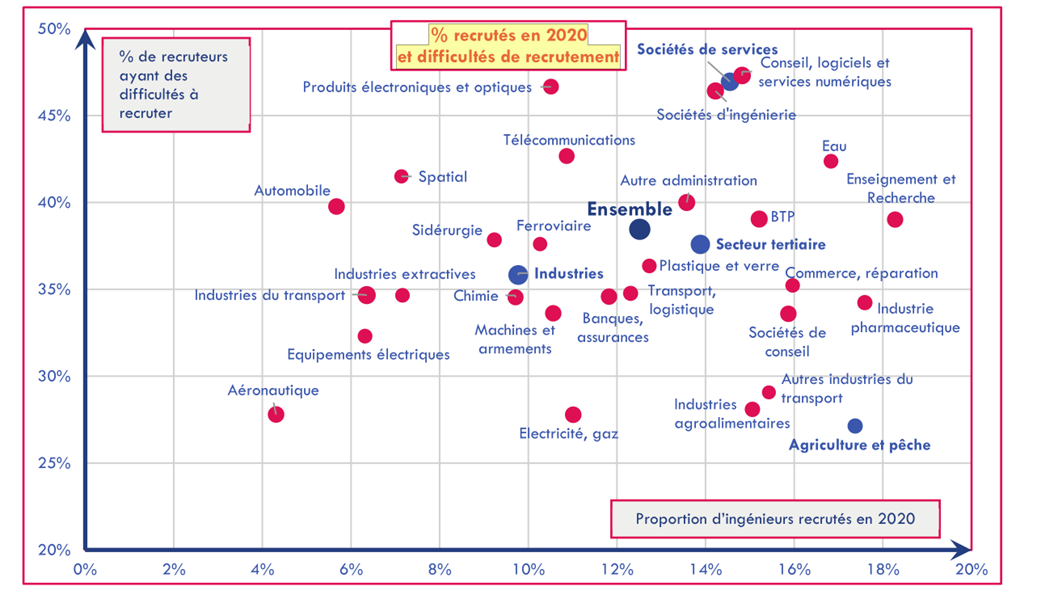 % recrutés en 2020
et difficultés de recrutement
% de recruteurs
ayant des
difficultés à
recruter
50%
45%
40%
35%
30%
25%
20%
Sociétés de services
Conseil, logiciels et
services numériques
Produits électroniques et optiques
Sociétés d'ingénierie
Télécommunications
Eau
Spatial
Autre administration
Enseignement et
Recherche
Automobile
Ensemble
BTP
Sidérurgie
Ferroviaire
Secteur tertiaire
Plastique et verre
Industries extractives
Industries
Commerce, réparation
Industries du transport
Chimie
Transport,
logistique
Industrie
pharmaceutique
Machines et
armements
Banques,
assurances
Sociétés de
conseil
Equipements électriques
Aéronautique
Autres industries du
transport
Industries
agroalimentaires
Electricité, gaz
Agriculture et pêche
Proportion d'ingénieurs recrutés en 2020
0%
2%
4%
6%
8%
10%
12%
14%
16%
18%
20%